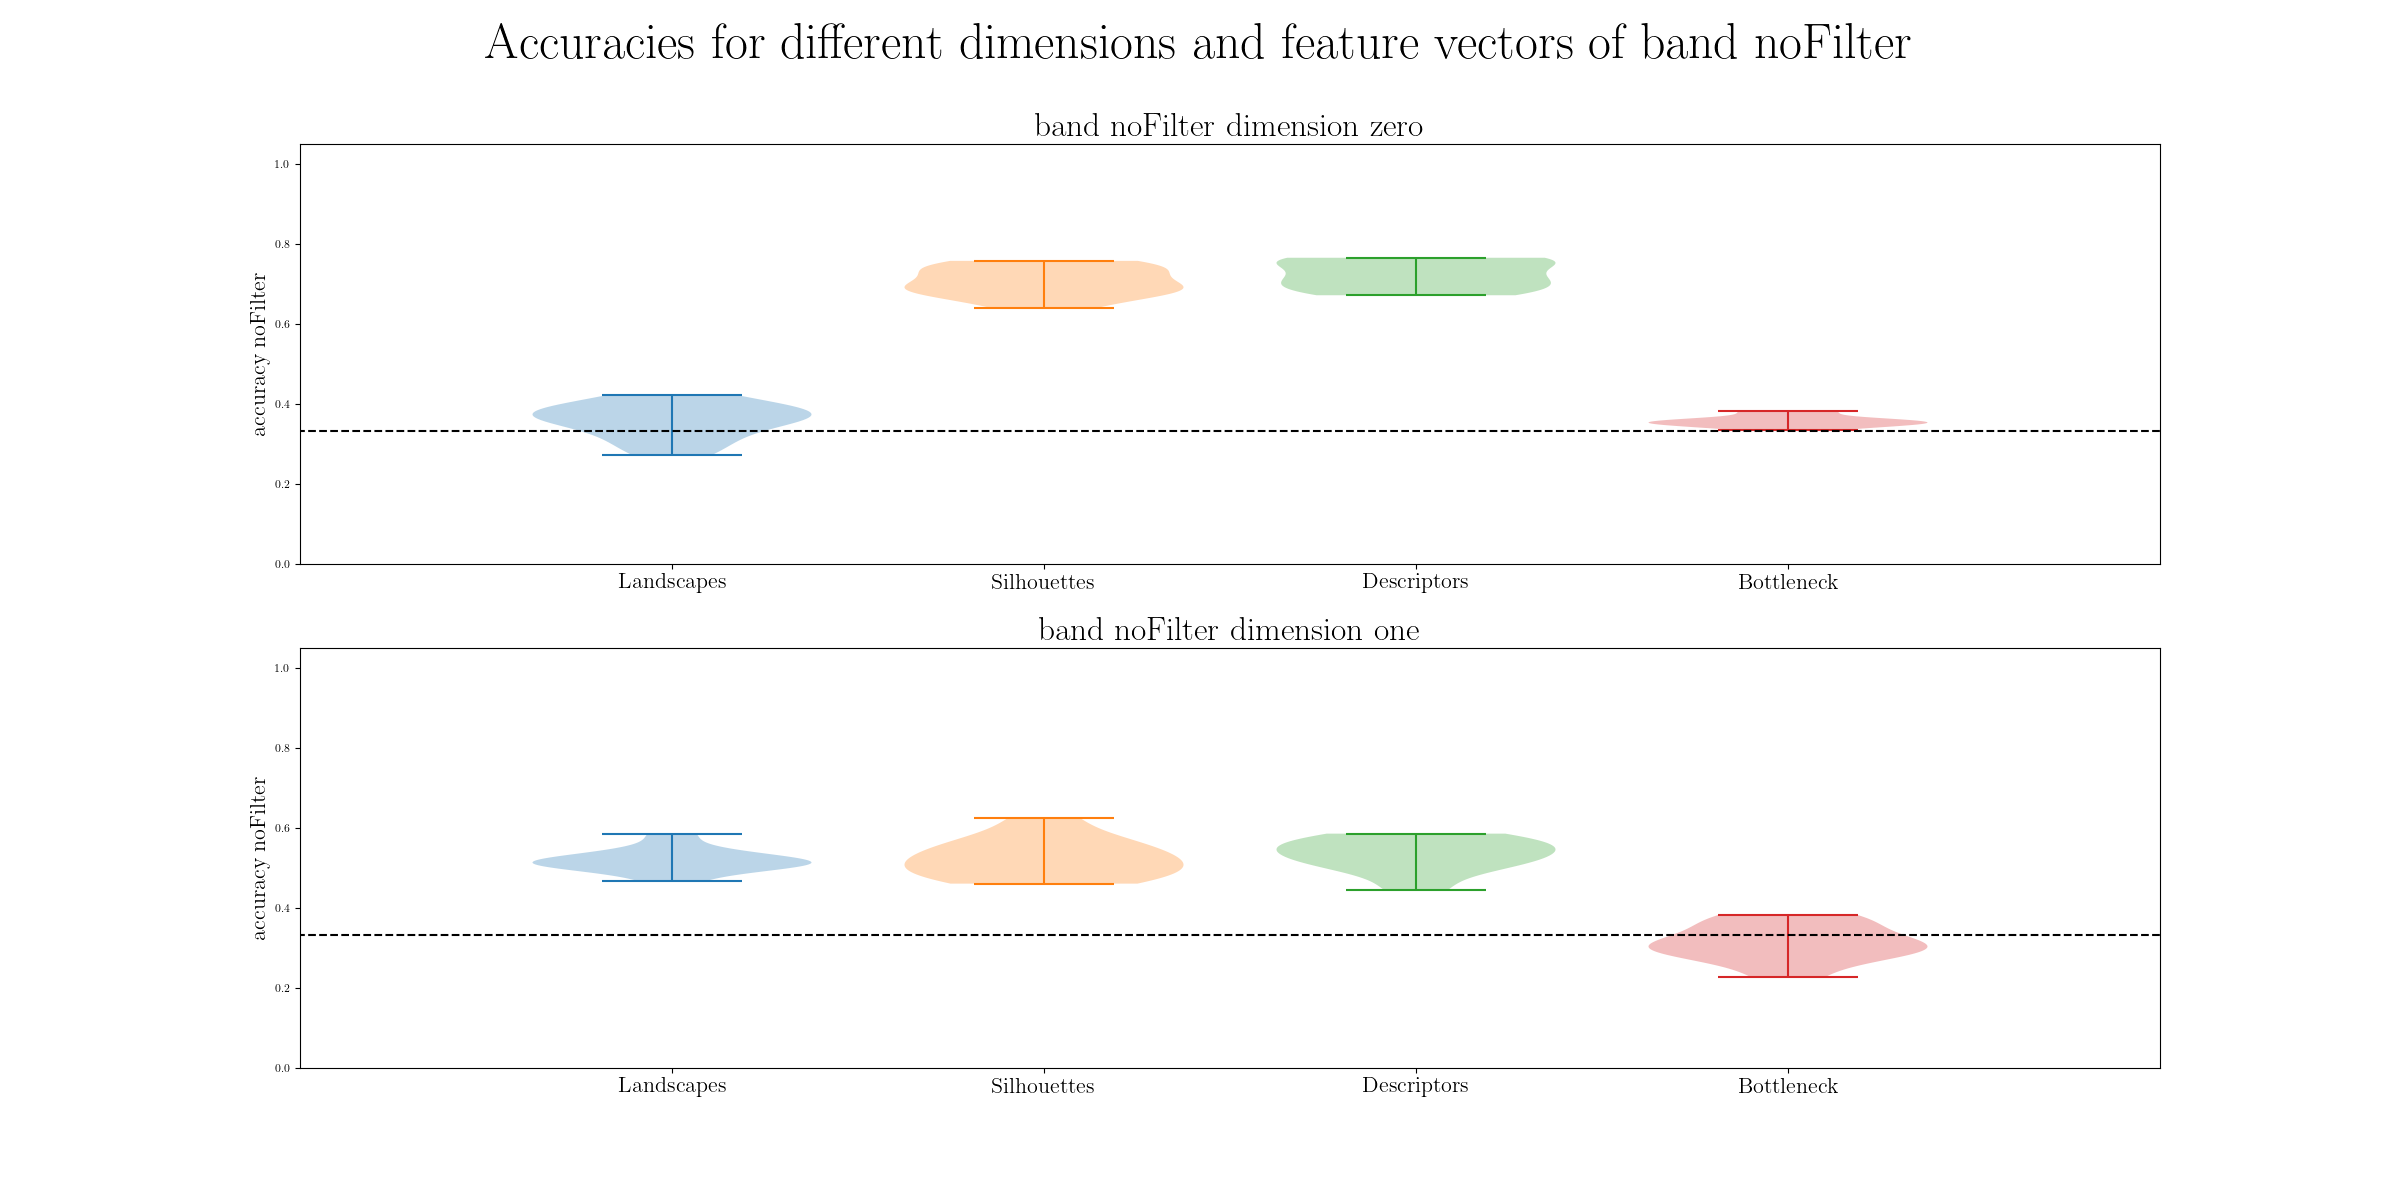 Accuracies for different dimensions and feature vectors of band noFilter
band noFilter dimension zero
accuracy noFilter
1.0
0.8
0.6
0.4
0.2
0.0
Landscapes Silhouettes Descriptors Bottleneck
band noFilter dimension one
accuracy noFilter
1.0
0.8
0.6
0.4
0.2
0.0
Landscapes Silhouettes Descriptors Bottleneck